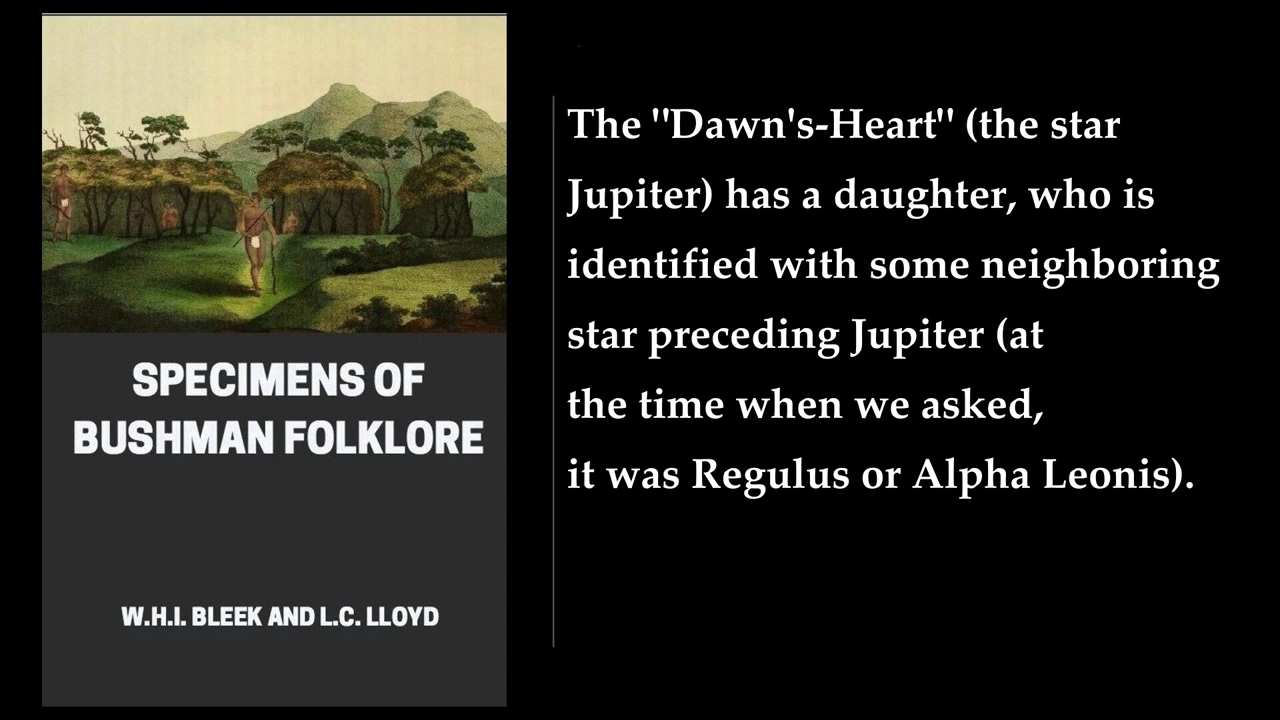 SPECIMENS OF
BUSHMAN FOLKLORE
W.H.I. BLEEK AND L.C. LLOYD
The "Dawn's-Heart" (the star
Jupiter) has a daughter, who is
identified with some neighboring
star preceding Jupiter (at
the time when we asked,
it was Regulus or Alpha Leonis).